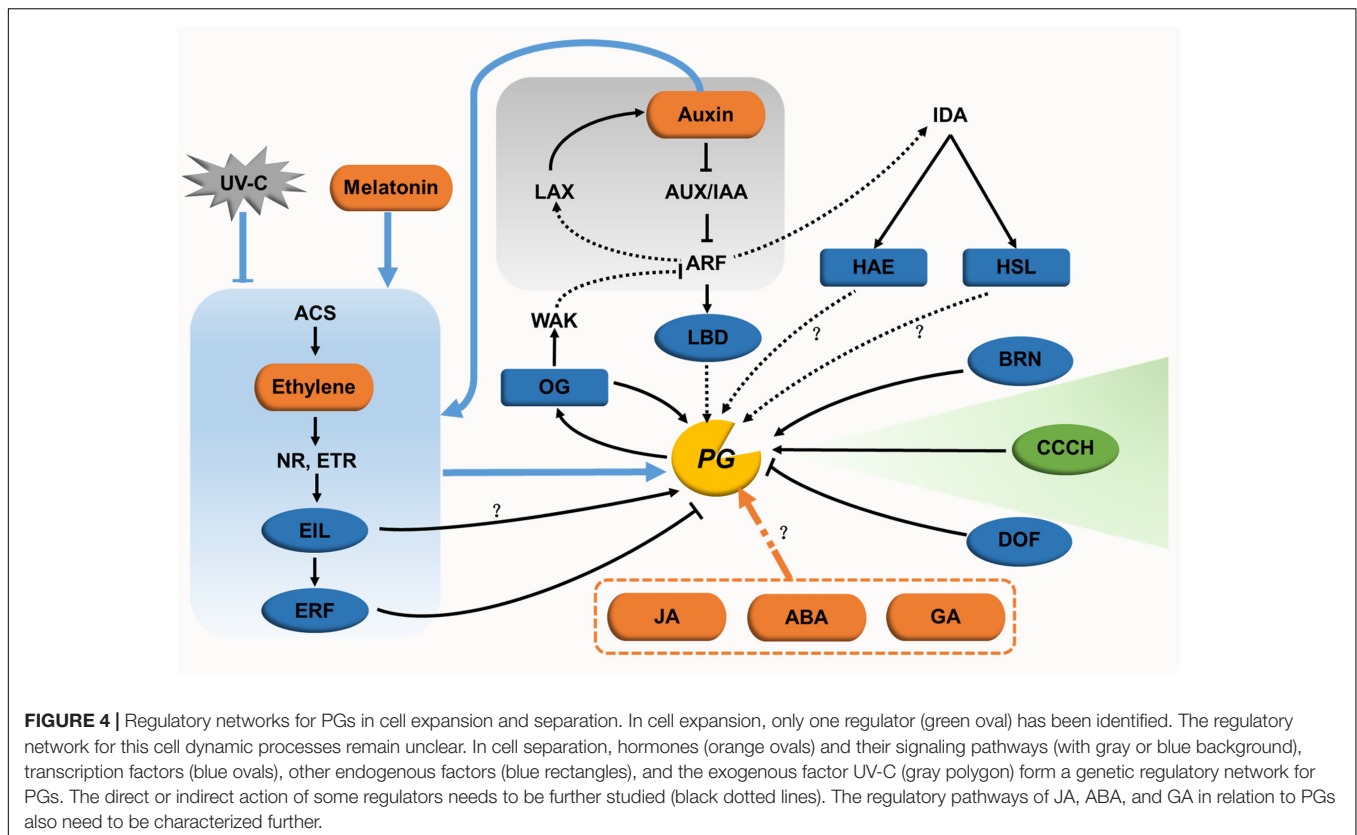 Auxin
IDA
UV-C
Melatonin
LAX
AUX/IAA
ARF
HAE
HSL
ACS
WAK
LBD
?
?
BRN
Ethylene
OG
PG
CCCH
NR, ETR
?
EIL
?
DOF
ERF
JA
ABA
GA
FIGURE 4 | Regulatory networks for PGs in cell expansion and separation. In cell expansion, only one regulator (green oval) has been identified. The regulatory
network for this cell dynamic processes remain unclear. In cell separation, hormones (orange ovals) and their signaling pathways (with gray or blue background),
transcription factors (blue ovals), other endogenous factors (blue rectangles), and the exogenous factor UV-C (gray polygon) form a genetic regulatory network for
PGs. The direct or indirect action of some regulators needs to be further studied (black dotted lines). The regulatory pathways of JA, ABA, and GA in relation to PGs
also need to be characterized further.